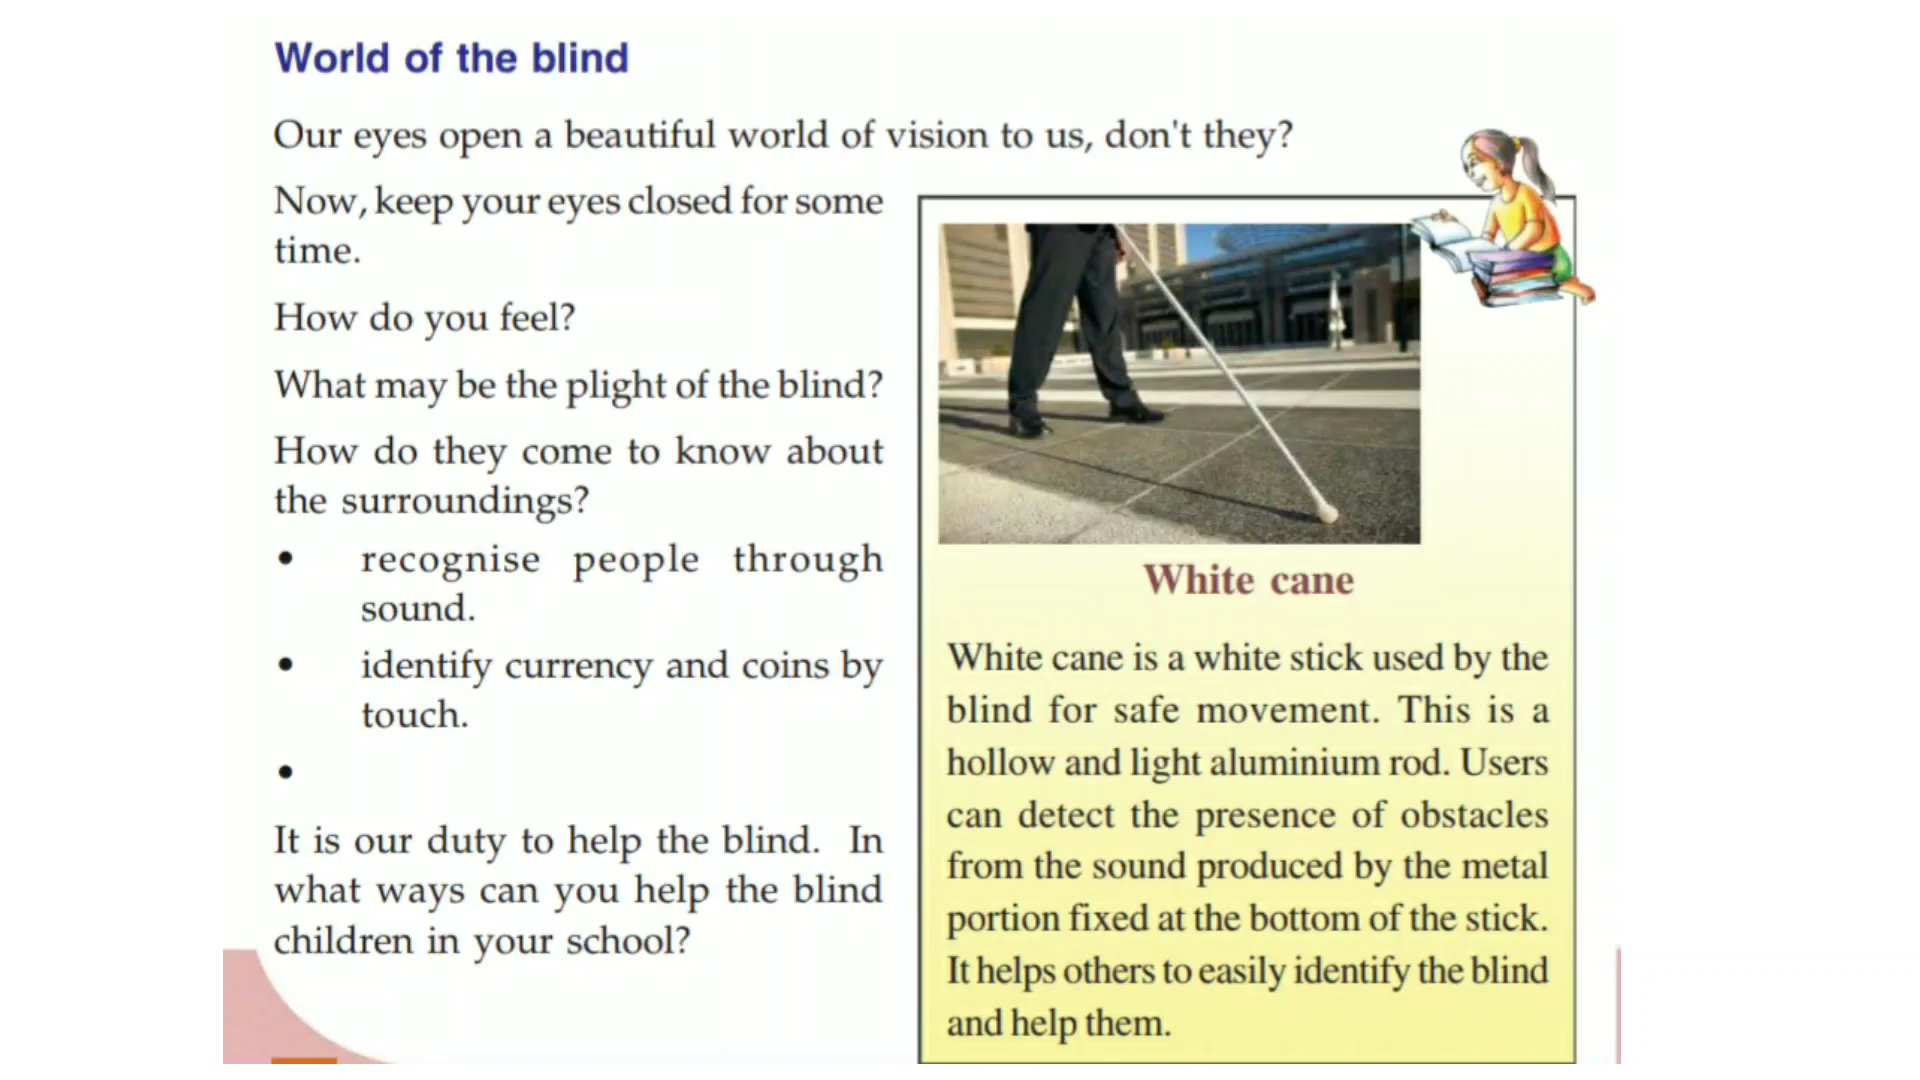 World of the blind
Our eyes open a beautiful world of vision to us, don't they?
Now, keep your eyes closed for some
time.
How do you feel?
What may be the plight of the blind?
How do they come to know about
the surroundings?
• recognise people through
sound.
• identify currency and coins by
touch.
•
It is our duty to help the blind. In
what ways can you help the blind
children in your school?
White cane
White cane is a white stick used by the
blind for safe movement. This is a
hollow and light aluminium rod. Users
can detect the presence of obstacles
from the sound produced by the metal
portion fixed at the bottom of the stick.
It helps others to easily identify the blind
and help them.